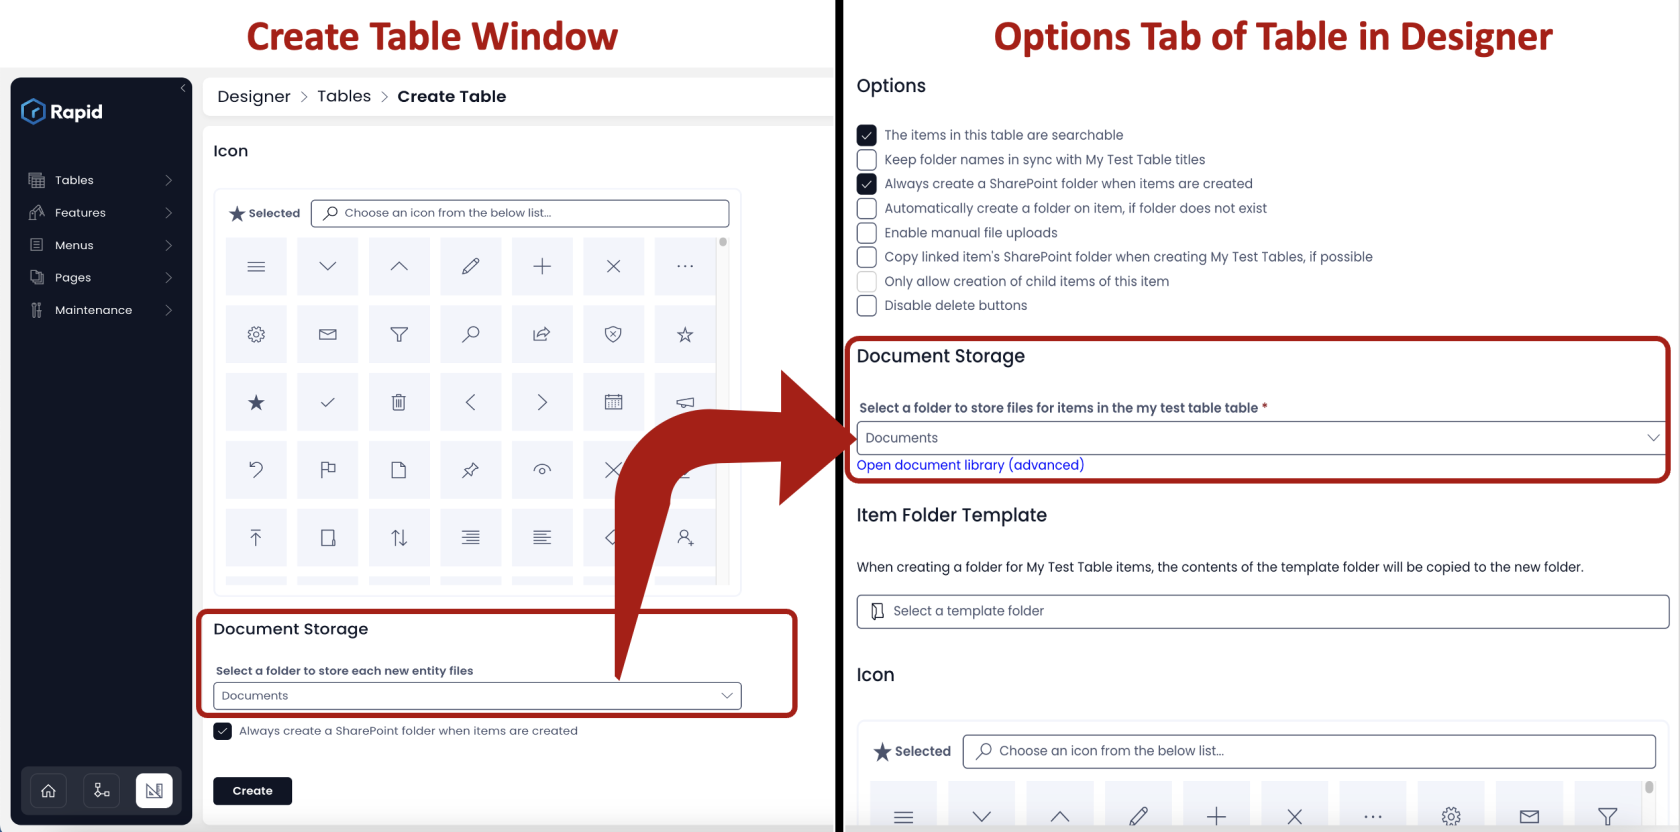 Create Table Window
Rapid
Tables
Features
Menus
Pages
Maintenance
Designer > Tables > Create Table
Icon
Selected
Choose an icon from the below list...
Document Storage
Select a folder to store each new entity files
Documents
Always create a SharePoint folder when items are created
Create
Options Tab of Table in Designer
Options
The items in this table are searchable
Keep folder names in sync with My Test Table titles
Always create a SharePoint folder when items are created
Automatically create a folder on item, if folder does not exist
Enable manual file uploads
Copy linked item's SharePoint folder when creating My Test Tables, if possible
Only allow creation of child items of this item
Disable delete buttons
Document Storage
Select a folder to store files for items in the my test table table *
Documents
Open document library (advanced)
Item Folder Template
When creating a folder for My Test Table items, the contents of the template folder will be copied to the new folder.
Select a template folder
Icon
Selected
Choose an icon from the below list...